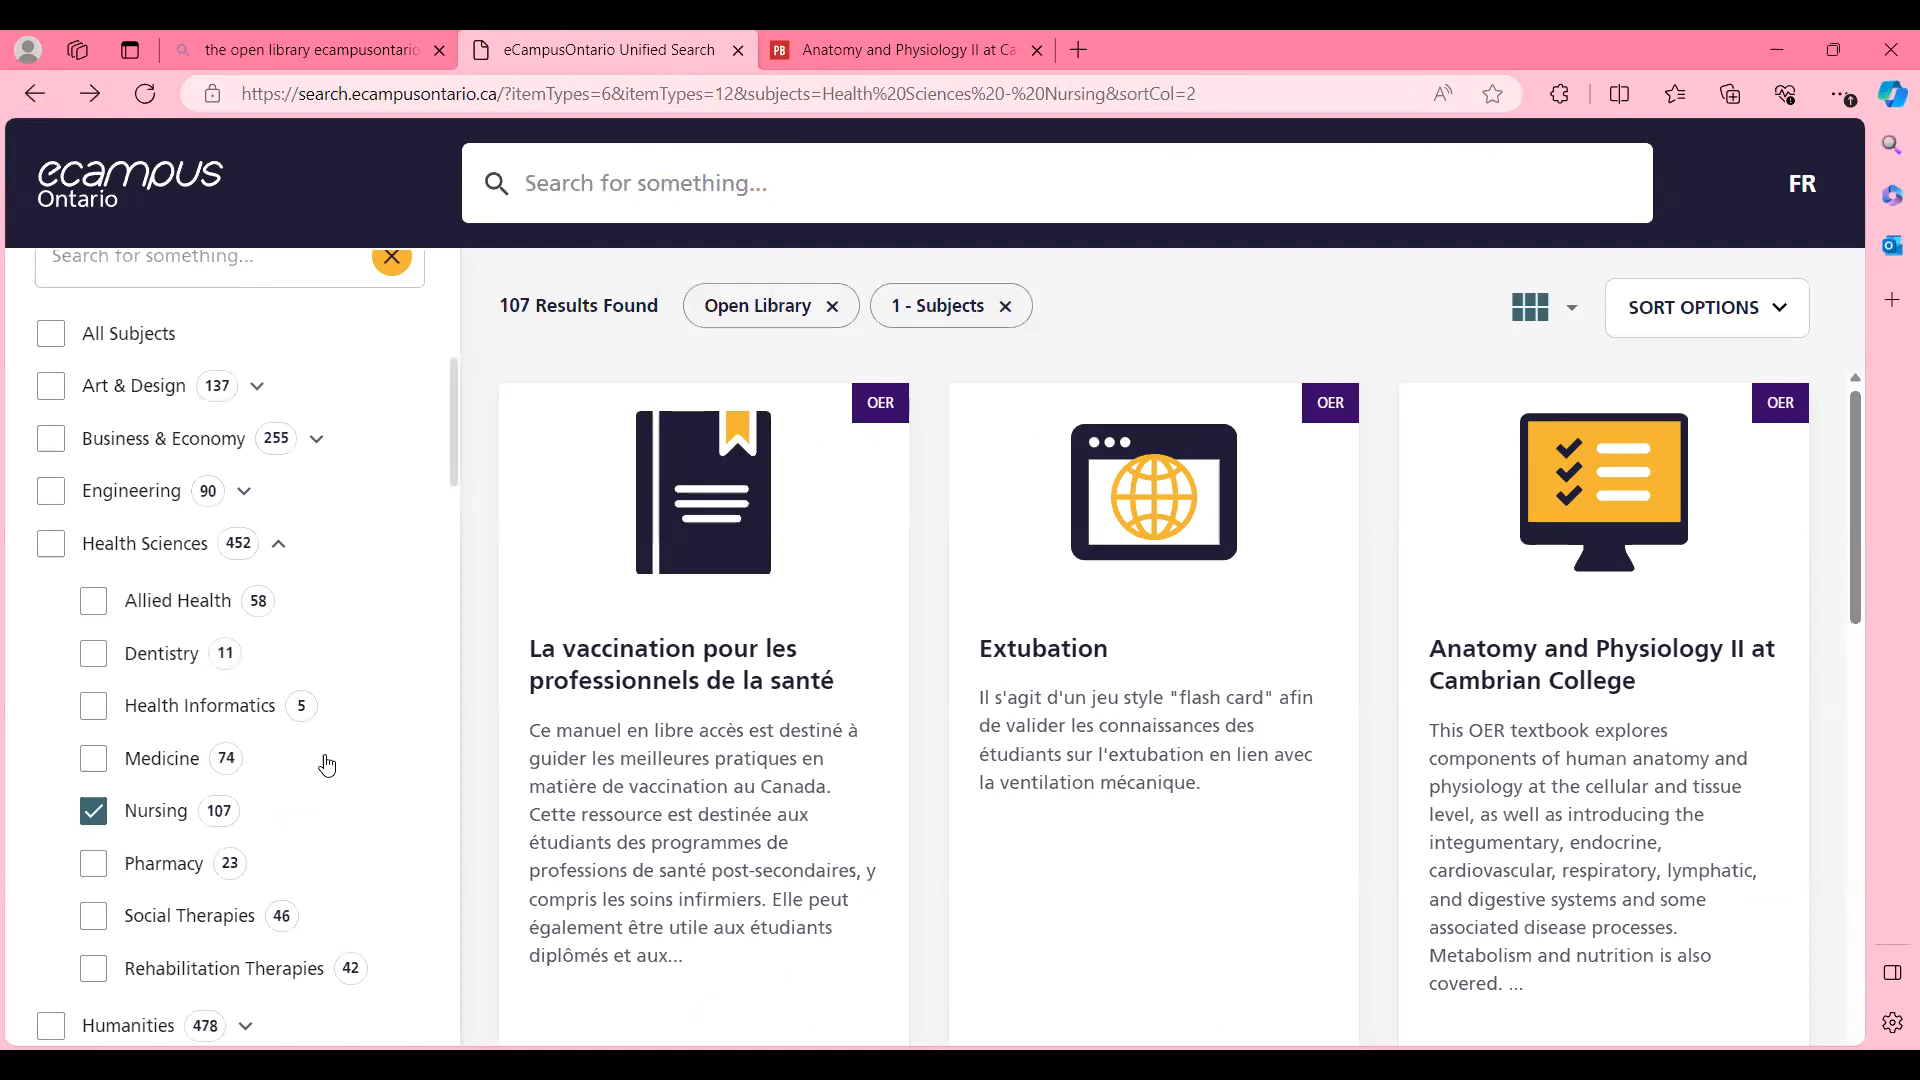 the open library ecampusontario
eCampusOntario Unified Search
PB
Anatomy and Physiology II at Ca
https://search.ecampusontario.ca/?itemTypes=6&itemTypes=12&subjects=Health%20Sciences%20-%20Nursing&sortCol=2
ecampus
Ontario
Search for something...
FR
Search for something...
All Subjects
Art & Design 137
Business & Economy 255
Engineering 90
Health Sciences 452
Allied Health 58
Dentistry 11
Health Informatics 5
Medicine 74
Nursing 107
Pharmacy 23
Social Therapies 46
Rehabilitation Therapies 42
Humanities 478
107 Results Found
Open Library
1 - Subjects
SORT OPTIONS
OER
La vaccination pour les
professionnels de la santé
Ce manuel en libre accès est destiné à
guider les meilleures pratiques en
matière de vaccination au Canada.
Cette ressource est destinée aux
étudiants des programmes de
professions de santé post-secondaires, y
compris les soins infirmiers. Elle peut
également être utile aux étudiants
diplômés et aux...
OER
Extubation
Il s'agit d'un jeu style "flash card" afin
de valider les connaissances des
étudiants sur l'extubation en lien avec
la ventilation mécanique.
OER
Anatomy and Physiology II at
Cambrian College
This OER textbook explores
components of human anatomy and
physiology at the cellular and tissue
level, as well as introducing the
integumentary, endocrine,
cardiovascular, respiratory, lymphatic,
and digestive systems and some
associated disease processes.
Metabolism and nutrition is also
covered. ...